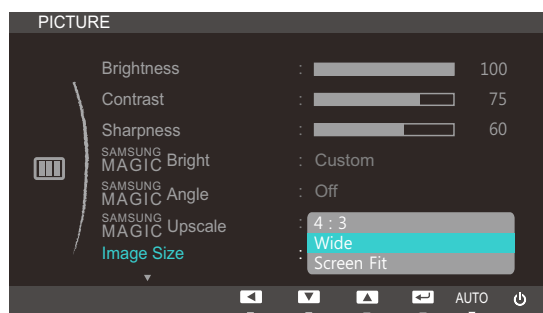 PICTURE
Brightness : 100
Contrast : 75
Sharpness : 60
SAMSUNG MAGIC Bright : Custom
SAMSUNG MAGIC Angle : Off
SAMSUNG MAGIC Upscale : 4 : 3
Wide
Image Size :
Screen Fit
AUTO